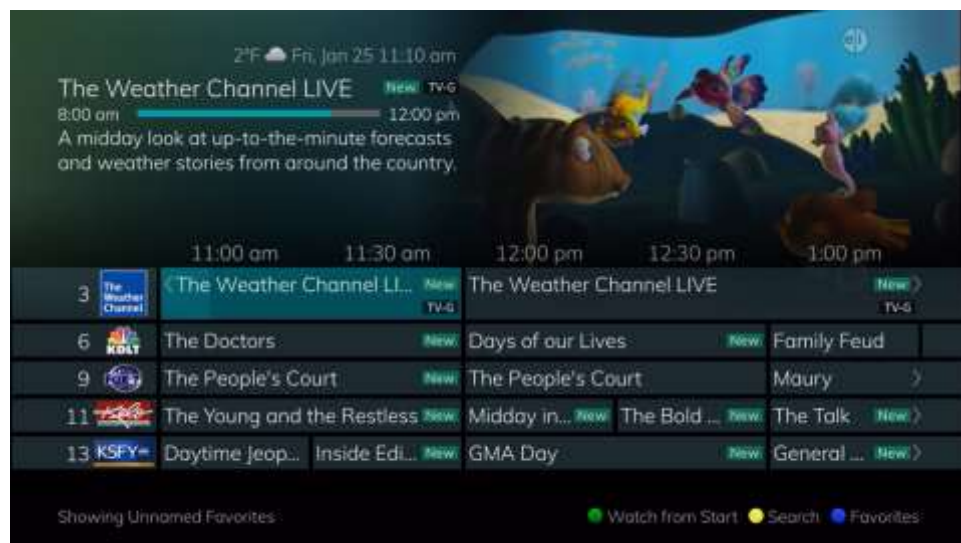 2°F Fri, Jan 25 11:10 am
The Weather Channel LIVE New TV-G
8:00 am 12:00 pm
A midday look at up-to-the-minute forecasts
and weather stories from around the country.
11:00 am 11:30 am 12:00 pm 12:30 pm 1:00 pm
3 The Weather Channel The Weather Channel LI... New TV-G The Weather Channel LIVE New TV-G
6 KDLT The Doctors New Days of our Lives New Family Feud
9 The People's Court New The People's Court Maury
11 The Young and the Restless New Midday in... New The Bold ... New The Talk New
13 KSFY Daytime Jeop... Inside Edi... New GMA Day New General ... New
Showing Unnamed Favorites Watch from Start Search Favorites